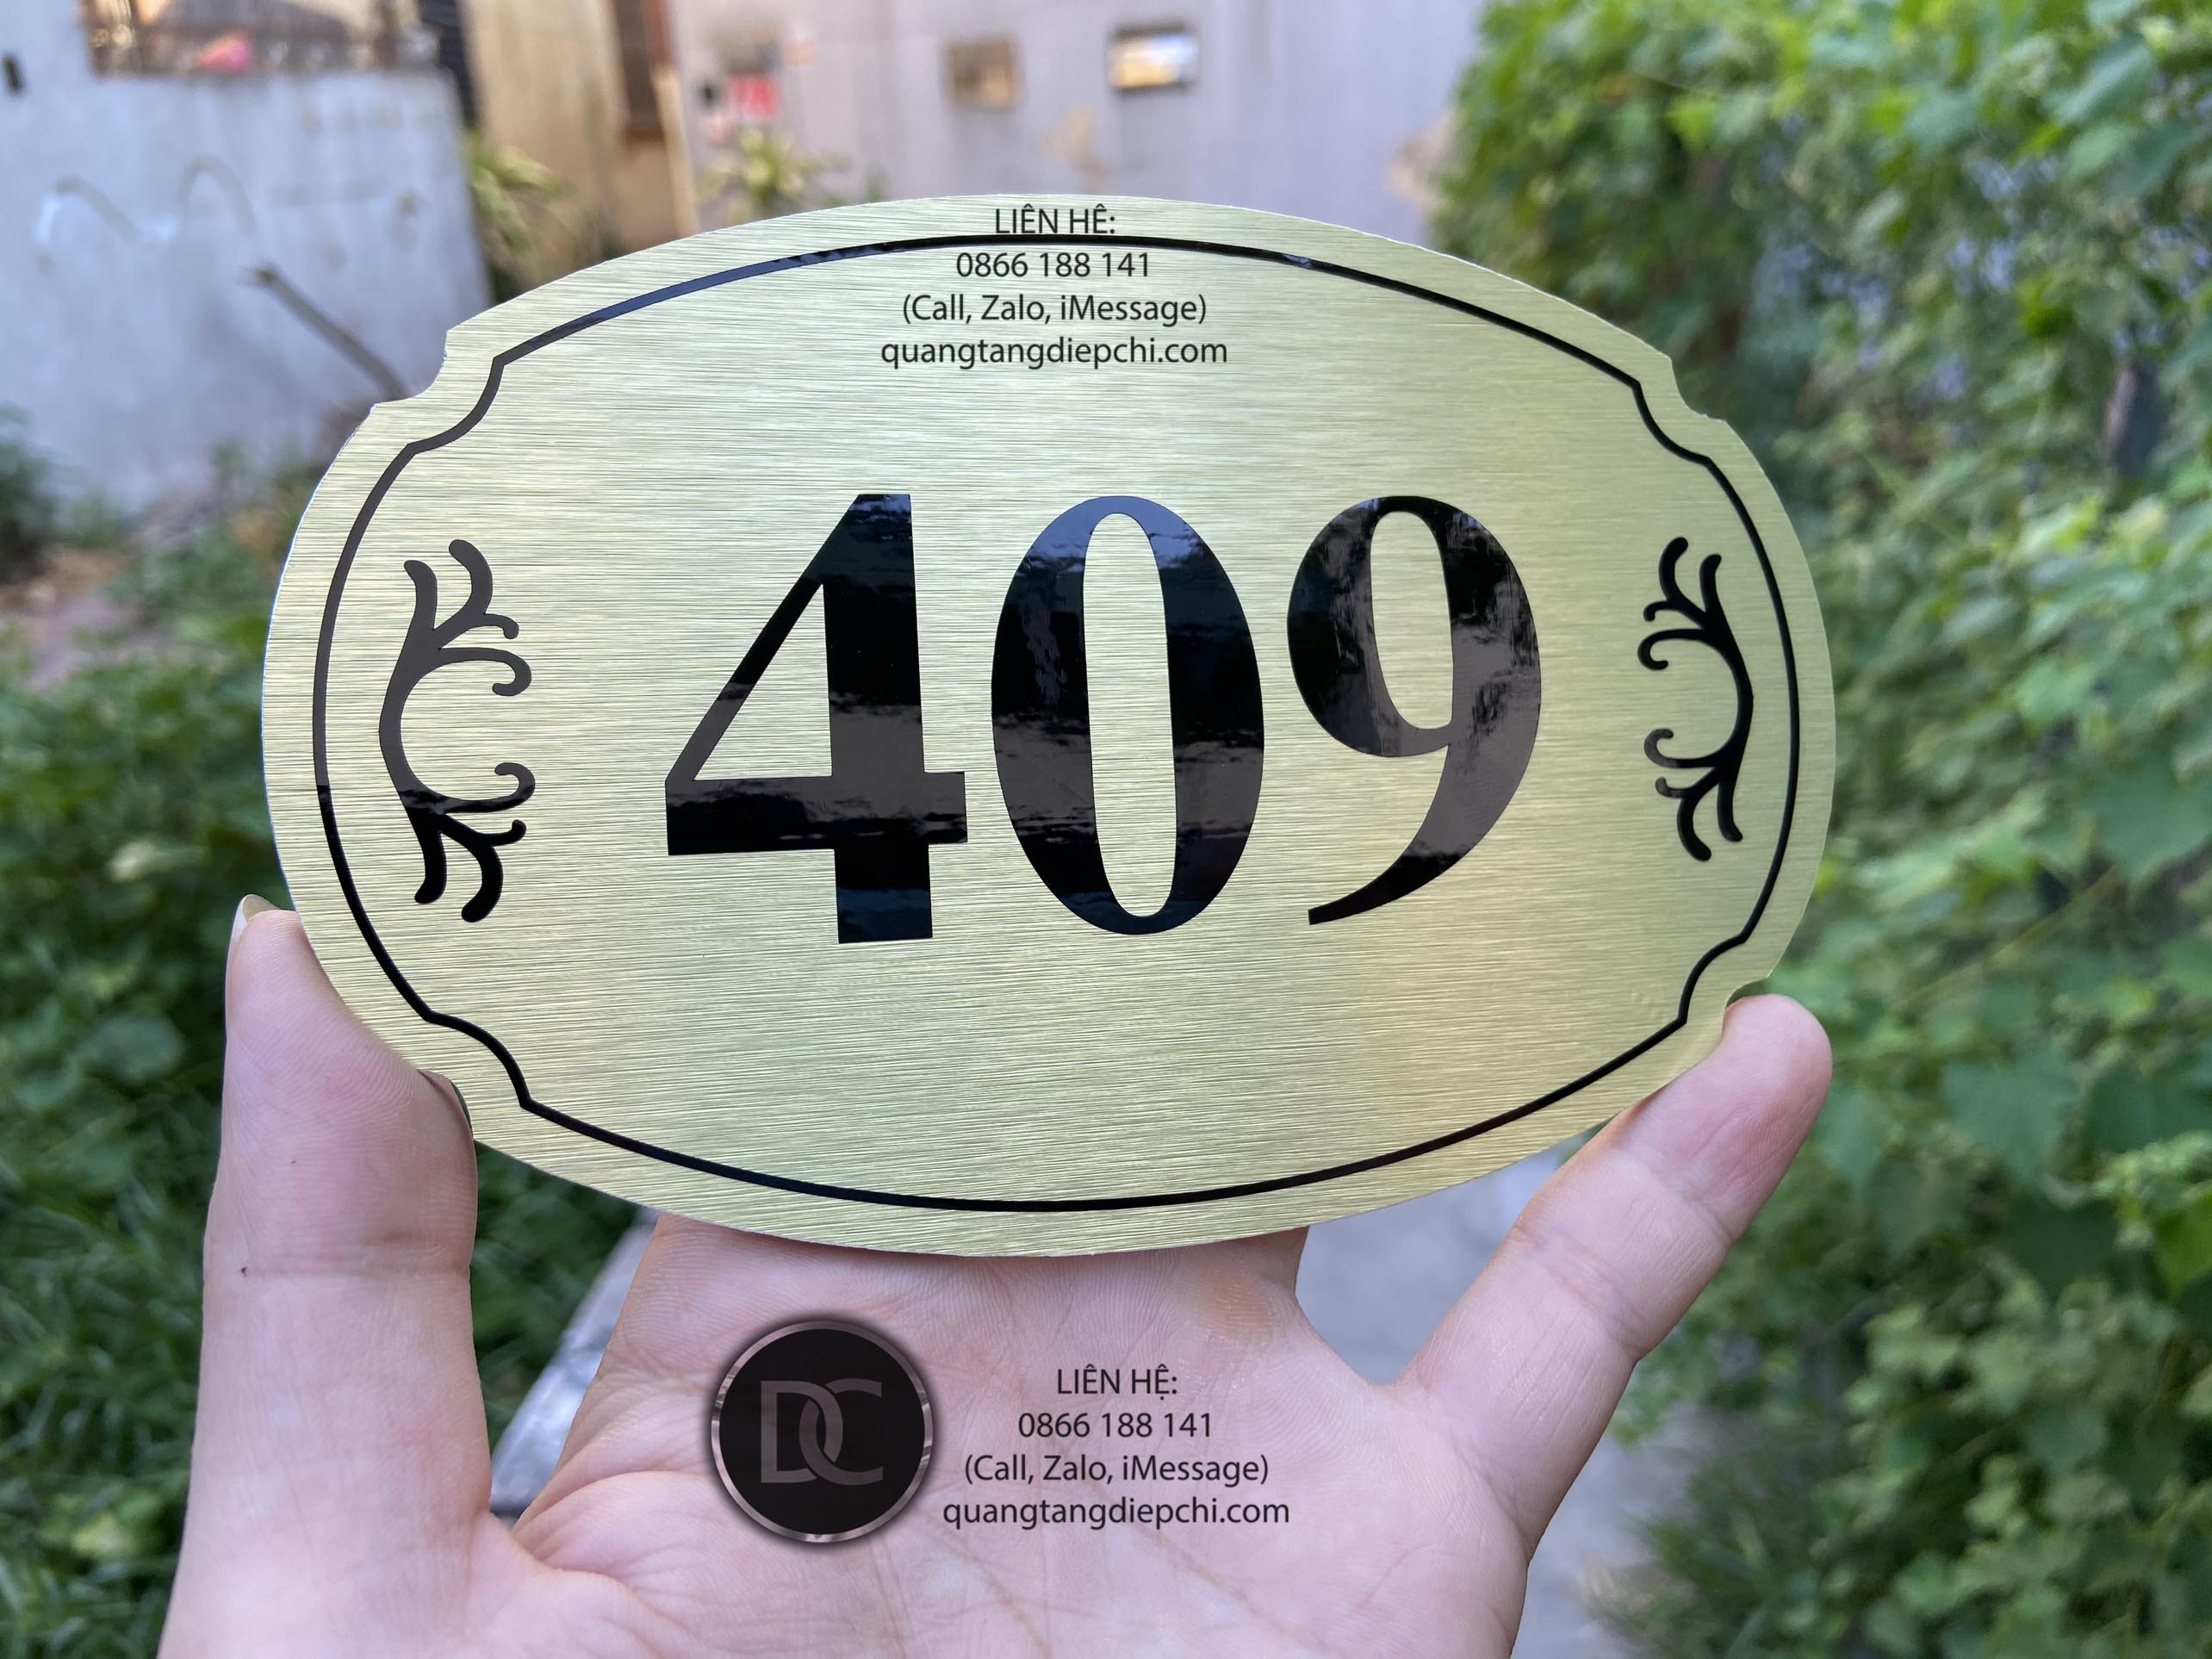 LIÊN HỆ:
0866 188 141
(Call, Zalo, iMessage)
quangtangdiepchi.com
409
DC
LIÊN HỆ:
0866 188 141
(Call, Zalo, iMessage)
quangtangdiepchi.com